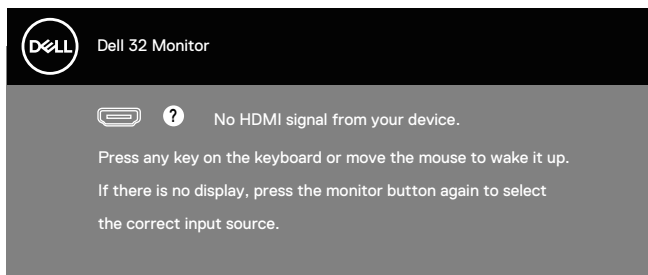 DELL
Dell 32 Monitor
? No HDMI signal from your device.
Press any key on the keyboard or move the mouse to wake it up.
If there is no display, press the monitor button again to select
the correct input source.